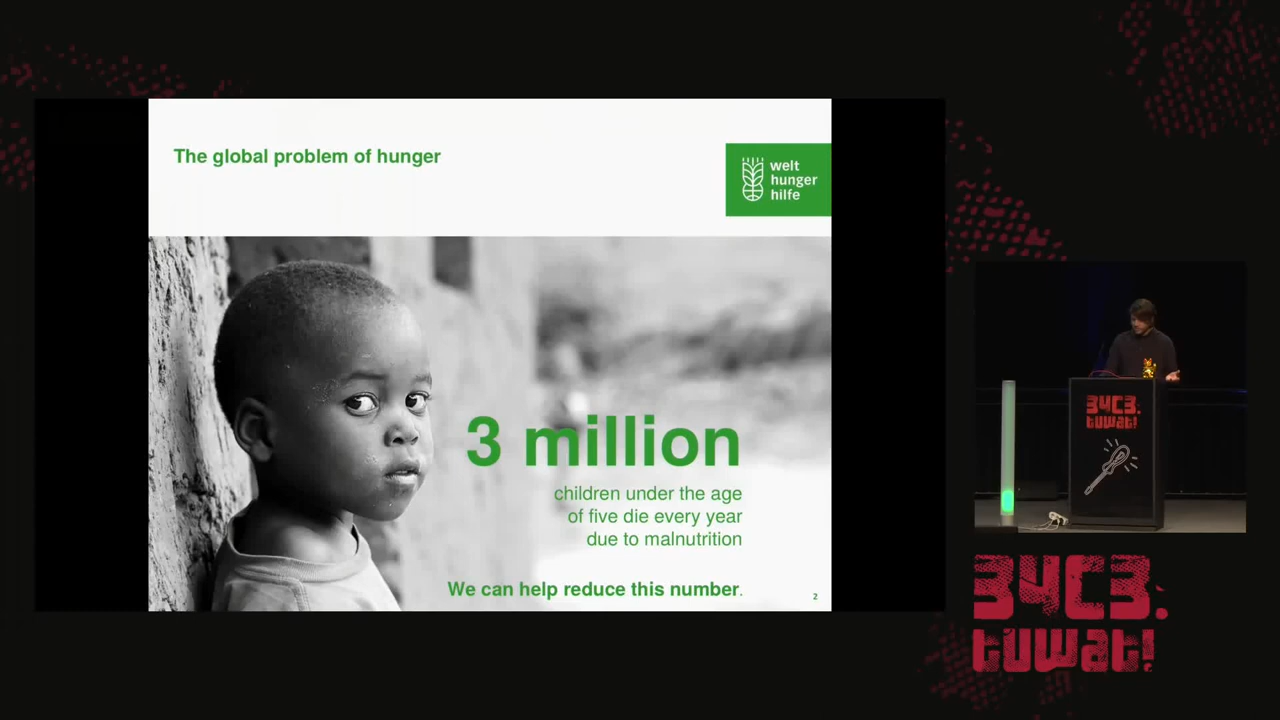 The global problem of hunger
welt
hunger
hilfe
3 million
children under the age
of five die every year
due to malnutrition
We can help reduce this number.
2
34C3.
tuwat!
34C3.
tuwat!